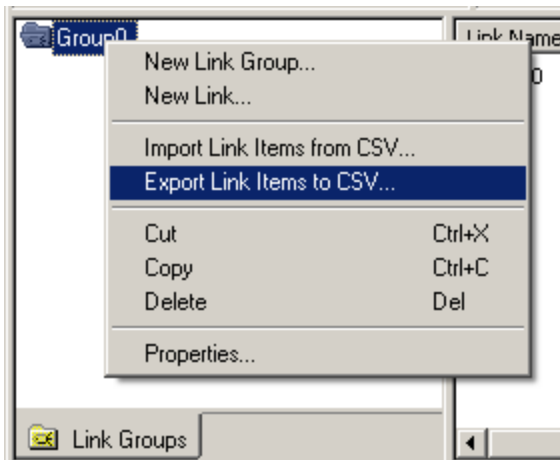 Group0
Link Name
New Link Group...
0
New Link...
Import Link Items from CSV...
Export Link Items to CSV...
Cut Ctrl+X
Copy Ctrl+C
Delete Del
Properties...
Link Groups